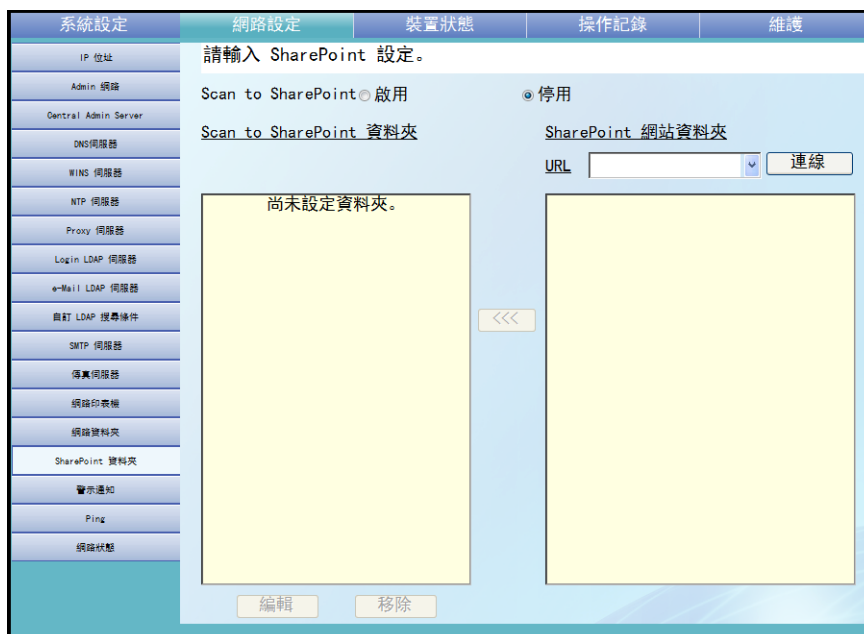 系統設定 網路設定 裝置狀態 操作記錄 維護
IP 位址
Admin 網路
Central Admin Server
DNS伺服器
WINS 伺服器
NTP 伺服器
Proxy 伺服器
Login LDAP 伺服器
e-Mail LDAP 伺服器
自訂 LDAP 搜尋條件
SMTP 伺服器
傳真伺服器
網路印表機
網路資料夾
SharePoint 資料夾
警示通知
Ping
網路狀態
請輸入 SharePoint 設定。
Scan to SharePoint 啟用 停用
Scan to SharePoint 資料夾
尚未設定資料夾。
編輯 移除
<<<
SharePoint 網站資料夾
URL 連線